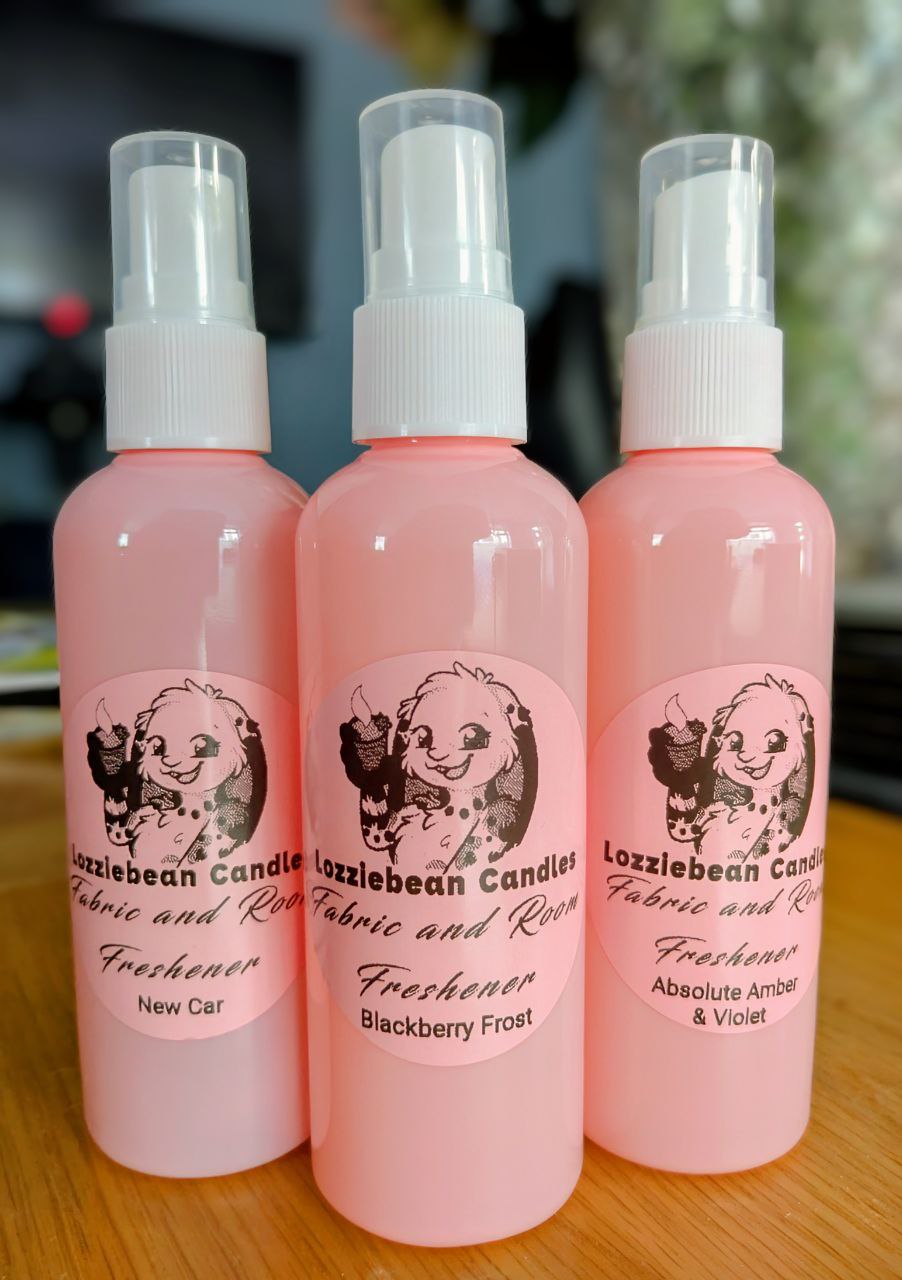 Lozziebean Candles
Fabric and Room
Freshener
New Car
Lozziebean Candles
Fabric and Room
Freshener
Blackberry Frost
Lozziebean Candles
Fabric and Room
Freshener
Absolute Amber
& Violet